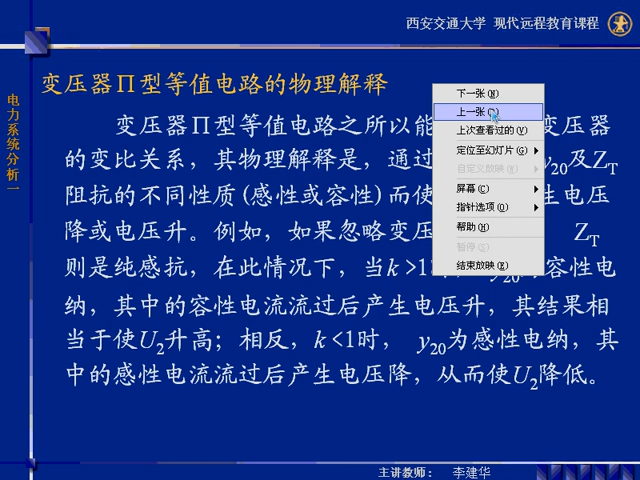 西安交通大学 现代远程教育课程
电力系统分析一
变压器Π型等值电路的物理解释
变压器Π型等值电路之所以能 变压器
的变比关系，其物理解释是，通过 y20及ZT
阻抗的不同性质(感性或容性)而使 生电压
降或电压升。例如，如果忽略变压 ZT
则是纯感抗，在此情况下，当k >1 y20 容性电
纳，其中的容性电流流过后产生电压升，其结果相
当于使U2升高；相反，k <1时， y20为感性电纳，其
中的感性电流流过后产生电压降，从而使U2降低。
下一张(N)
上一张(P)
上次查看过的(V)
定位至幻灯片(G)
自定义放映(W)
屏幕(C)
指针选项(O)
帮助(H)
暂停(S)
结束放映(E)
主讲教师： 李建华